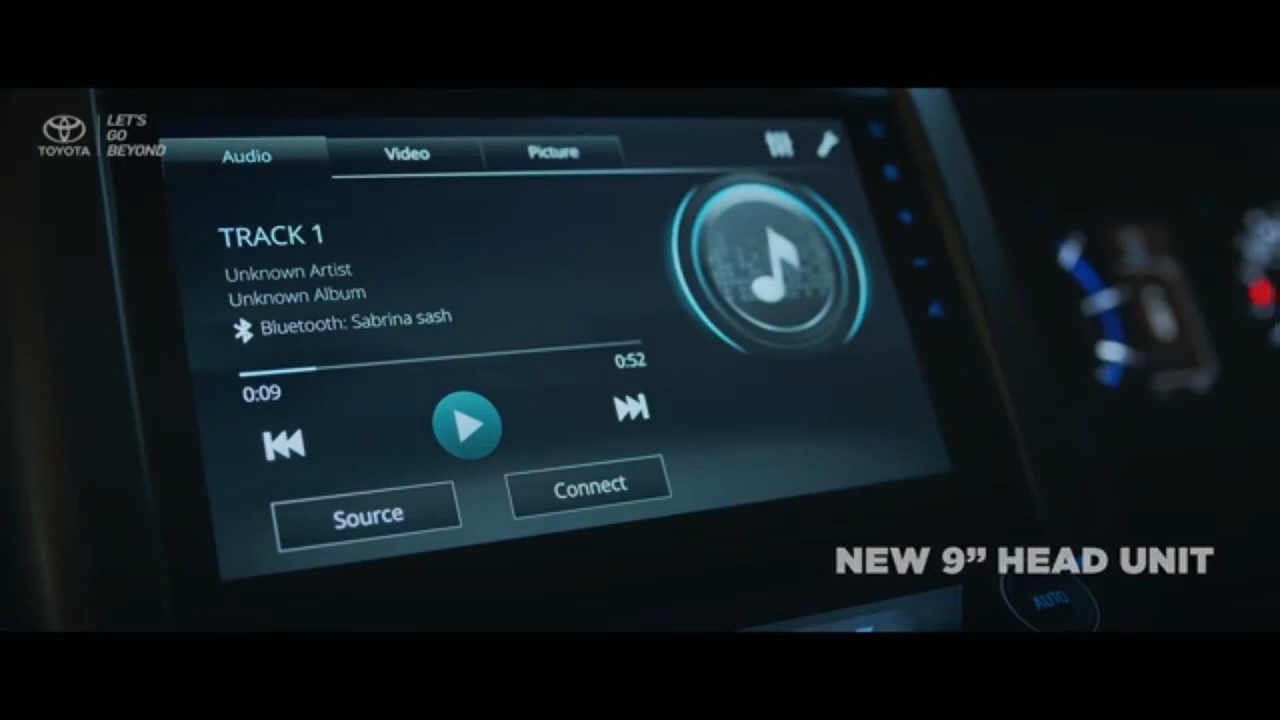 TOYOTA
LET'S
GO
BEYOND
Audio
Video
Picture
TRACK 1
Unknown Artist
Unknown Album
Bluetooth: Sabrina sash
0:09
0:52
Source
Connect
NEW 9” HEAD UNIT
AUTO